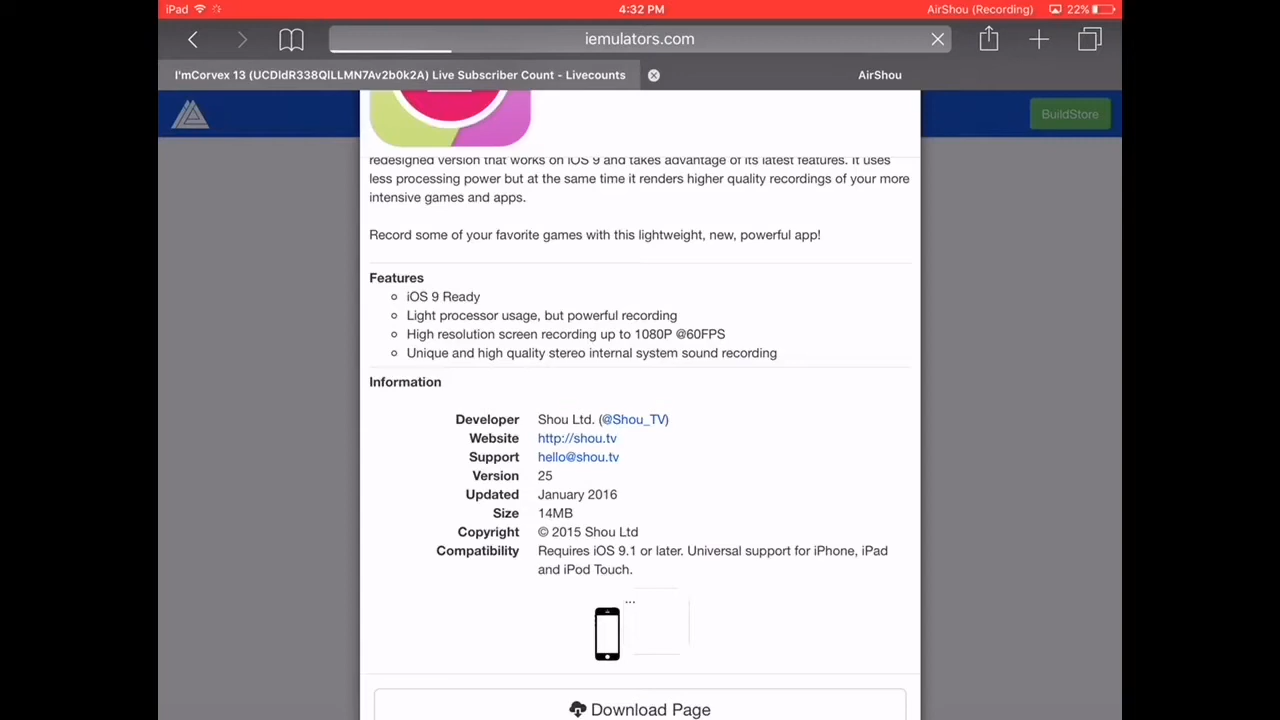 iPad 4:32 PM AirShou (Recording) 22%
iemulators.com
I'mCorvex 13 (UCDIdR338QILLMN7Av2b0k2A) Live Subscriber Count - Livecounts AirShou
BuildStore
redesigned version that works on iOS 9 and takes advantage of its latest features. It uses
less processing power but at the same time it renders higher quality recordings of your more
intensive games and apps.
Record some of your favorite games with this lightweight, new, powerful app!
Features
iOS 9 Ready
Light processor usage, but powerful recording
High resolution screen recording up to 1080P @60FPS
Unique and high quality stereo internal system sound recording
Information
Developer Shou Ltd. (@Shou_TV)
Website http://shou.tv
Support hello@shou.tv
Version 25
Updated January 2016
Size 14MB
Copyright © 2015 Shou Ltd
Compatibility Requires iOS 9.1 or later. Universal support for iPhone, iPad
and iPod Touch.
...
Download Page